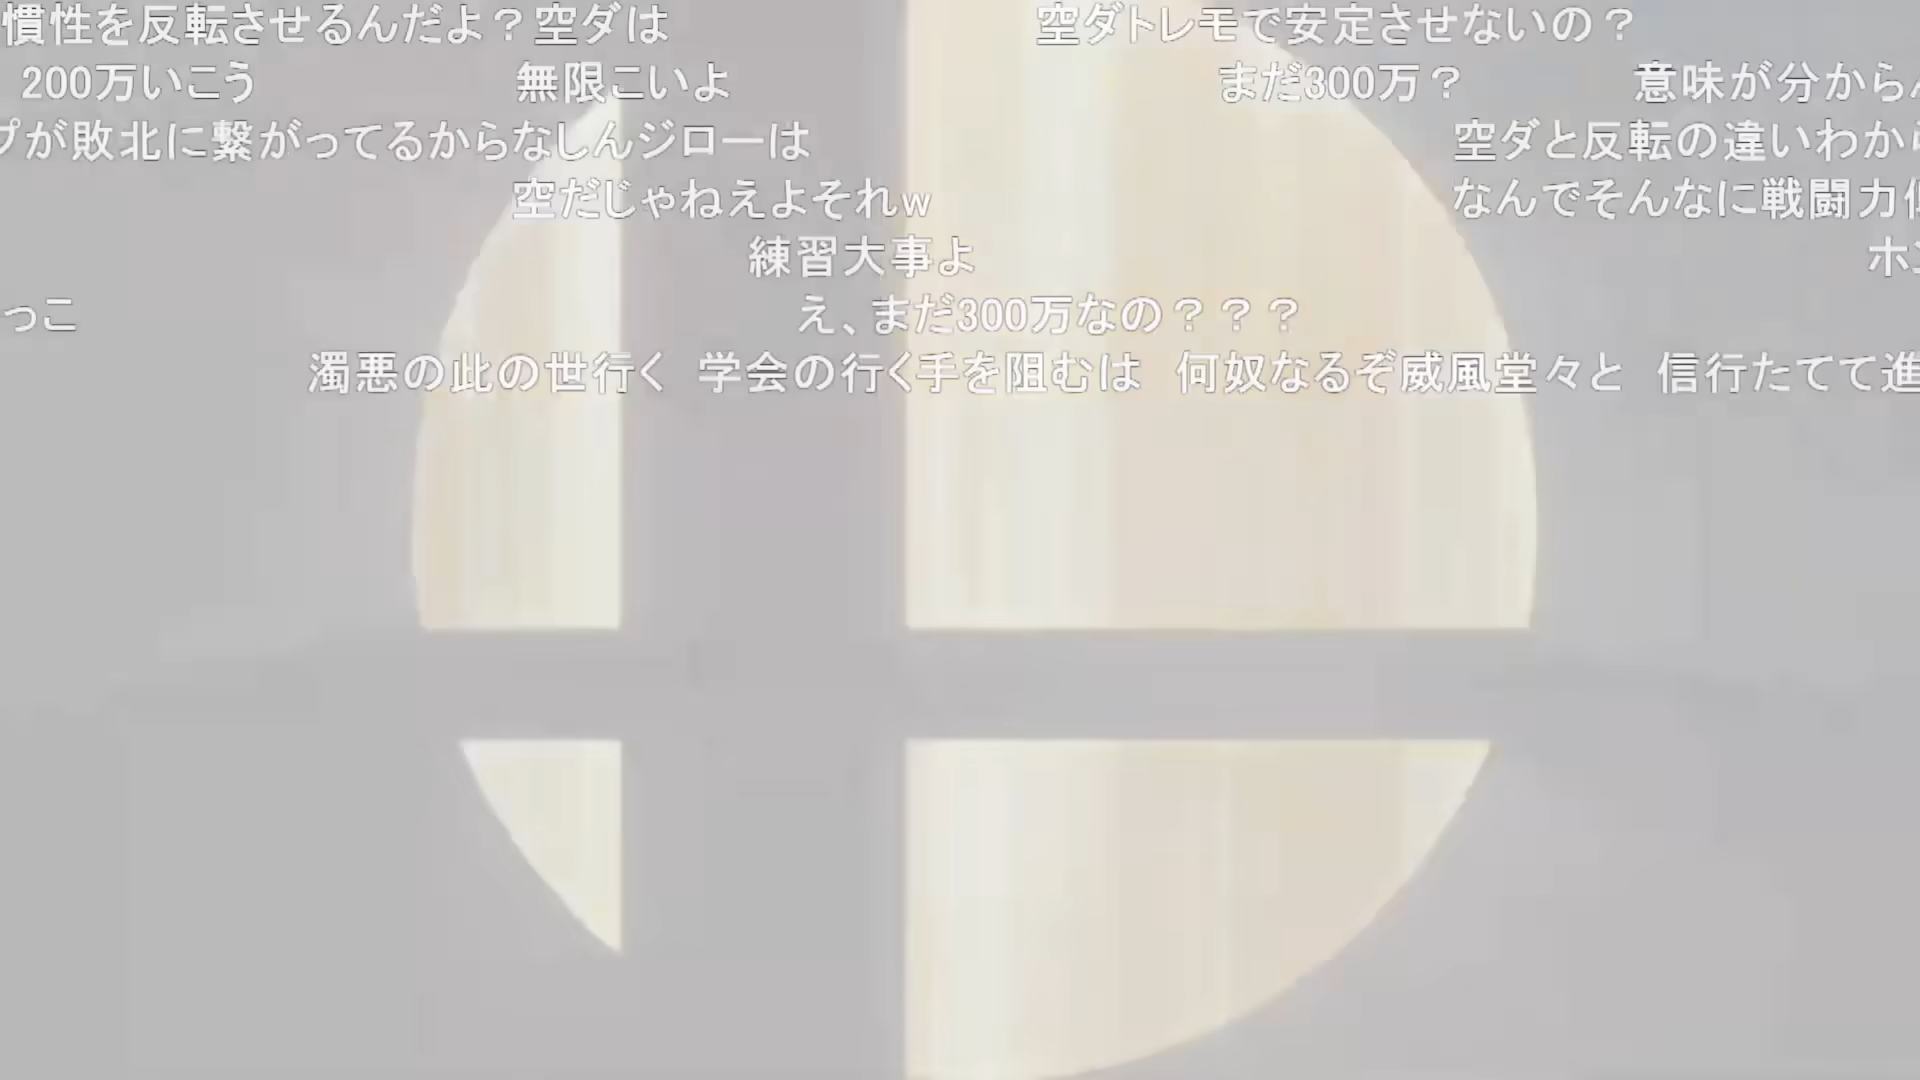 慣性を反転させるんだよ？空ダは
空ダトレモで安定させないの？
200万いこう
無限こいよ
まだ300万？
意味が分からん
プが敗北に繋がってるからなしんジローは
空ダと反転の違いわから
空だじゃねえよそれw
なんでそんなに戦闘力低
練習大事よ
ホ
っこ
え、まだ300万なの？？？
濁悪の此の世行く　学会の行く手を阻むは　何奴なるぞ威風堂々と　信行たてて進